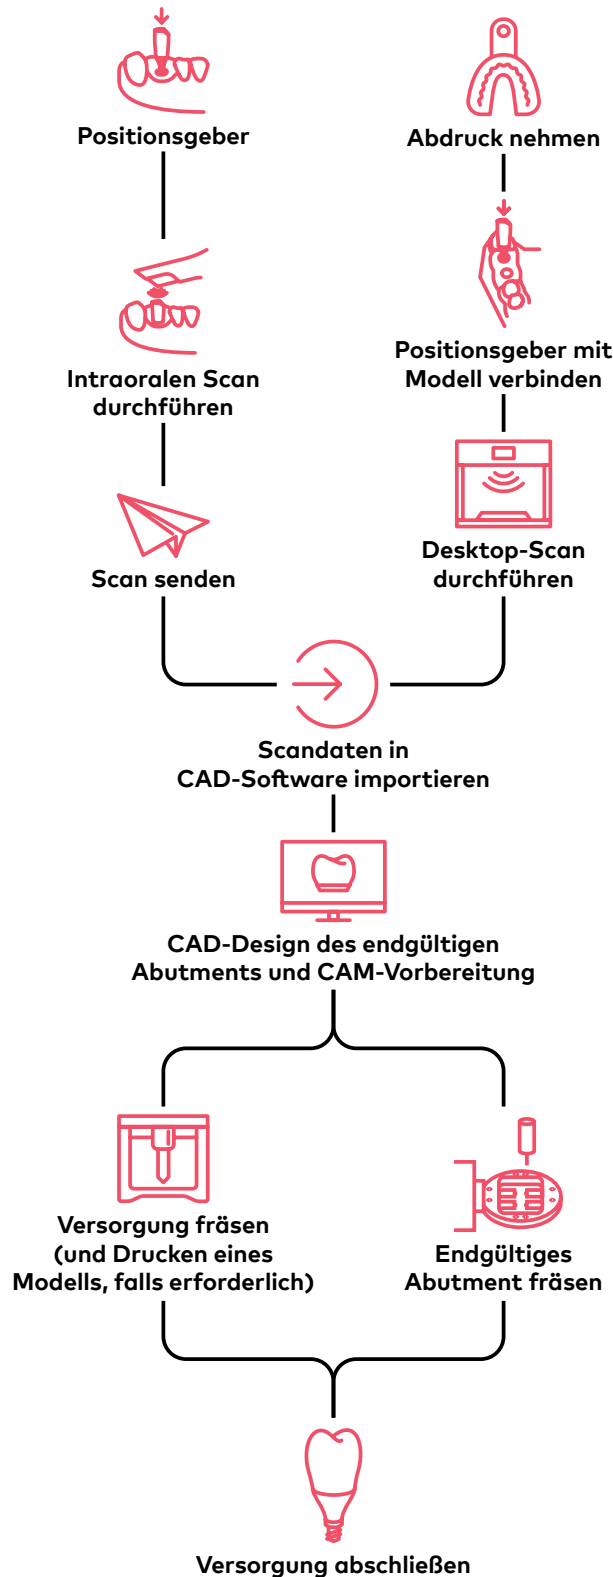 Positionsgeber
Abdruck nehmen
Intraoralen Scan
durchführen
Positionsgeber mit
Modell verbinden
Scan senden
Desktop-Scan
durchführen
Scandaten in
CAD-Software importieren
CAD-Design des endgültigen
Abutments und CAM-Vorbereitung
Versorgung fräsen
(und Drucken eines
Modells, falls erforderlich)
Endgültiges
Abutment fräsen
Versorgung abschließen